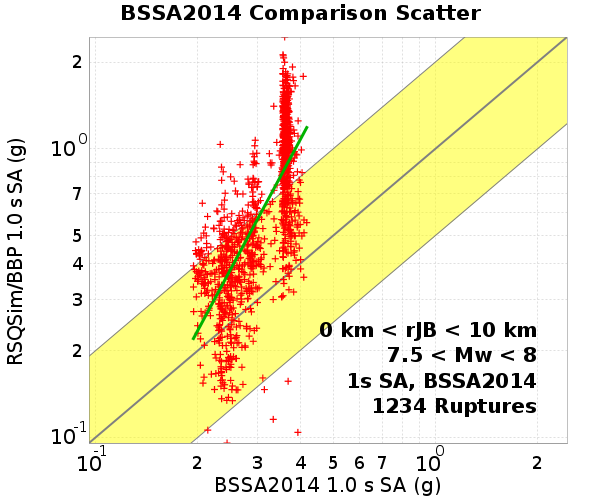 BSSA2014 Comparison Scatter
RSQSim/BBP 1.0 s SA (g)
2
10^0
7
5
4
3
2
10^-1
0 km < rJB < 10 km
7.5 < Mw < 8
1s SA, BSSA2014
1234 Ruptures
10^-1 2 3 4 5 6 7 10^0 2
BSSA2014 1.0 s SA (g)